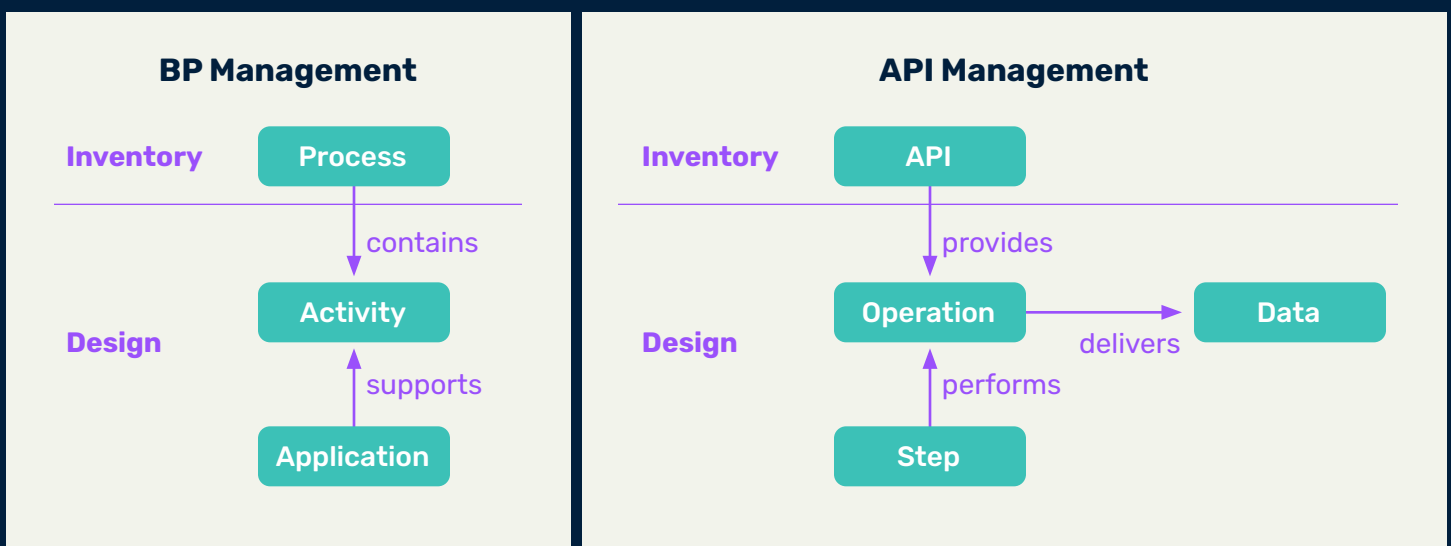 BP Management
Inventory
Process
contains
Activity
Design
supports
Application
API Management
Inventory
API
provides
Operation
Data
delivers
Design
performs
Step